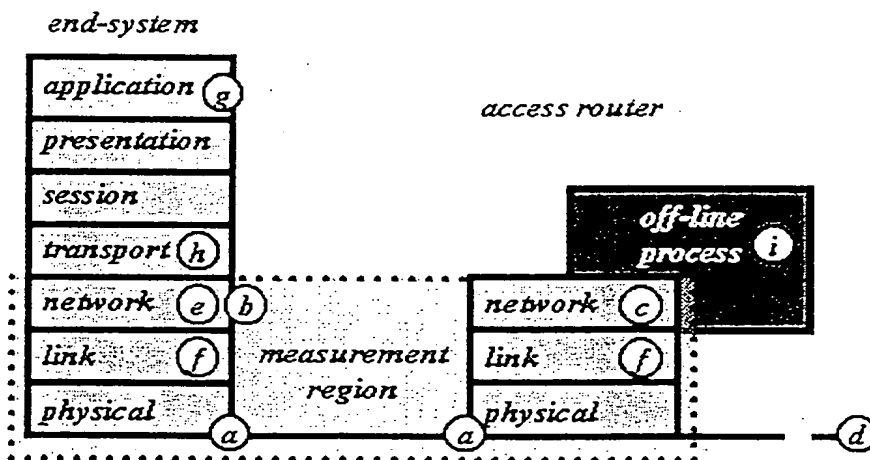 end-system
application g
presentation
session
transport h
network e b
link f
physical
a
measurement
region
access router
off-line
process i
network c
link f
physical
a
d